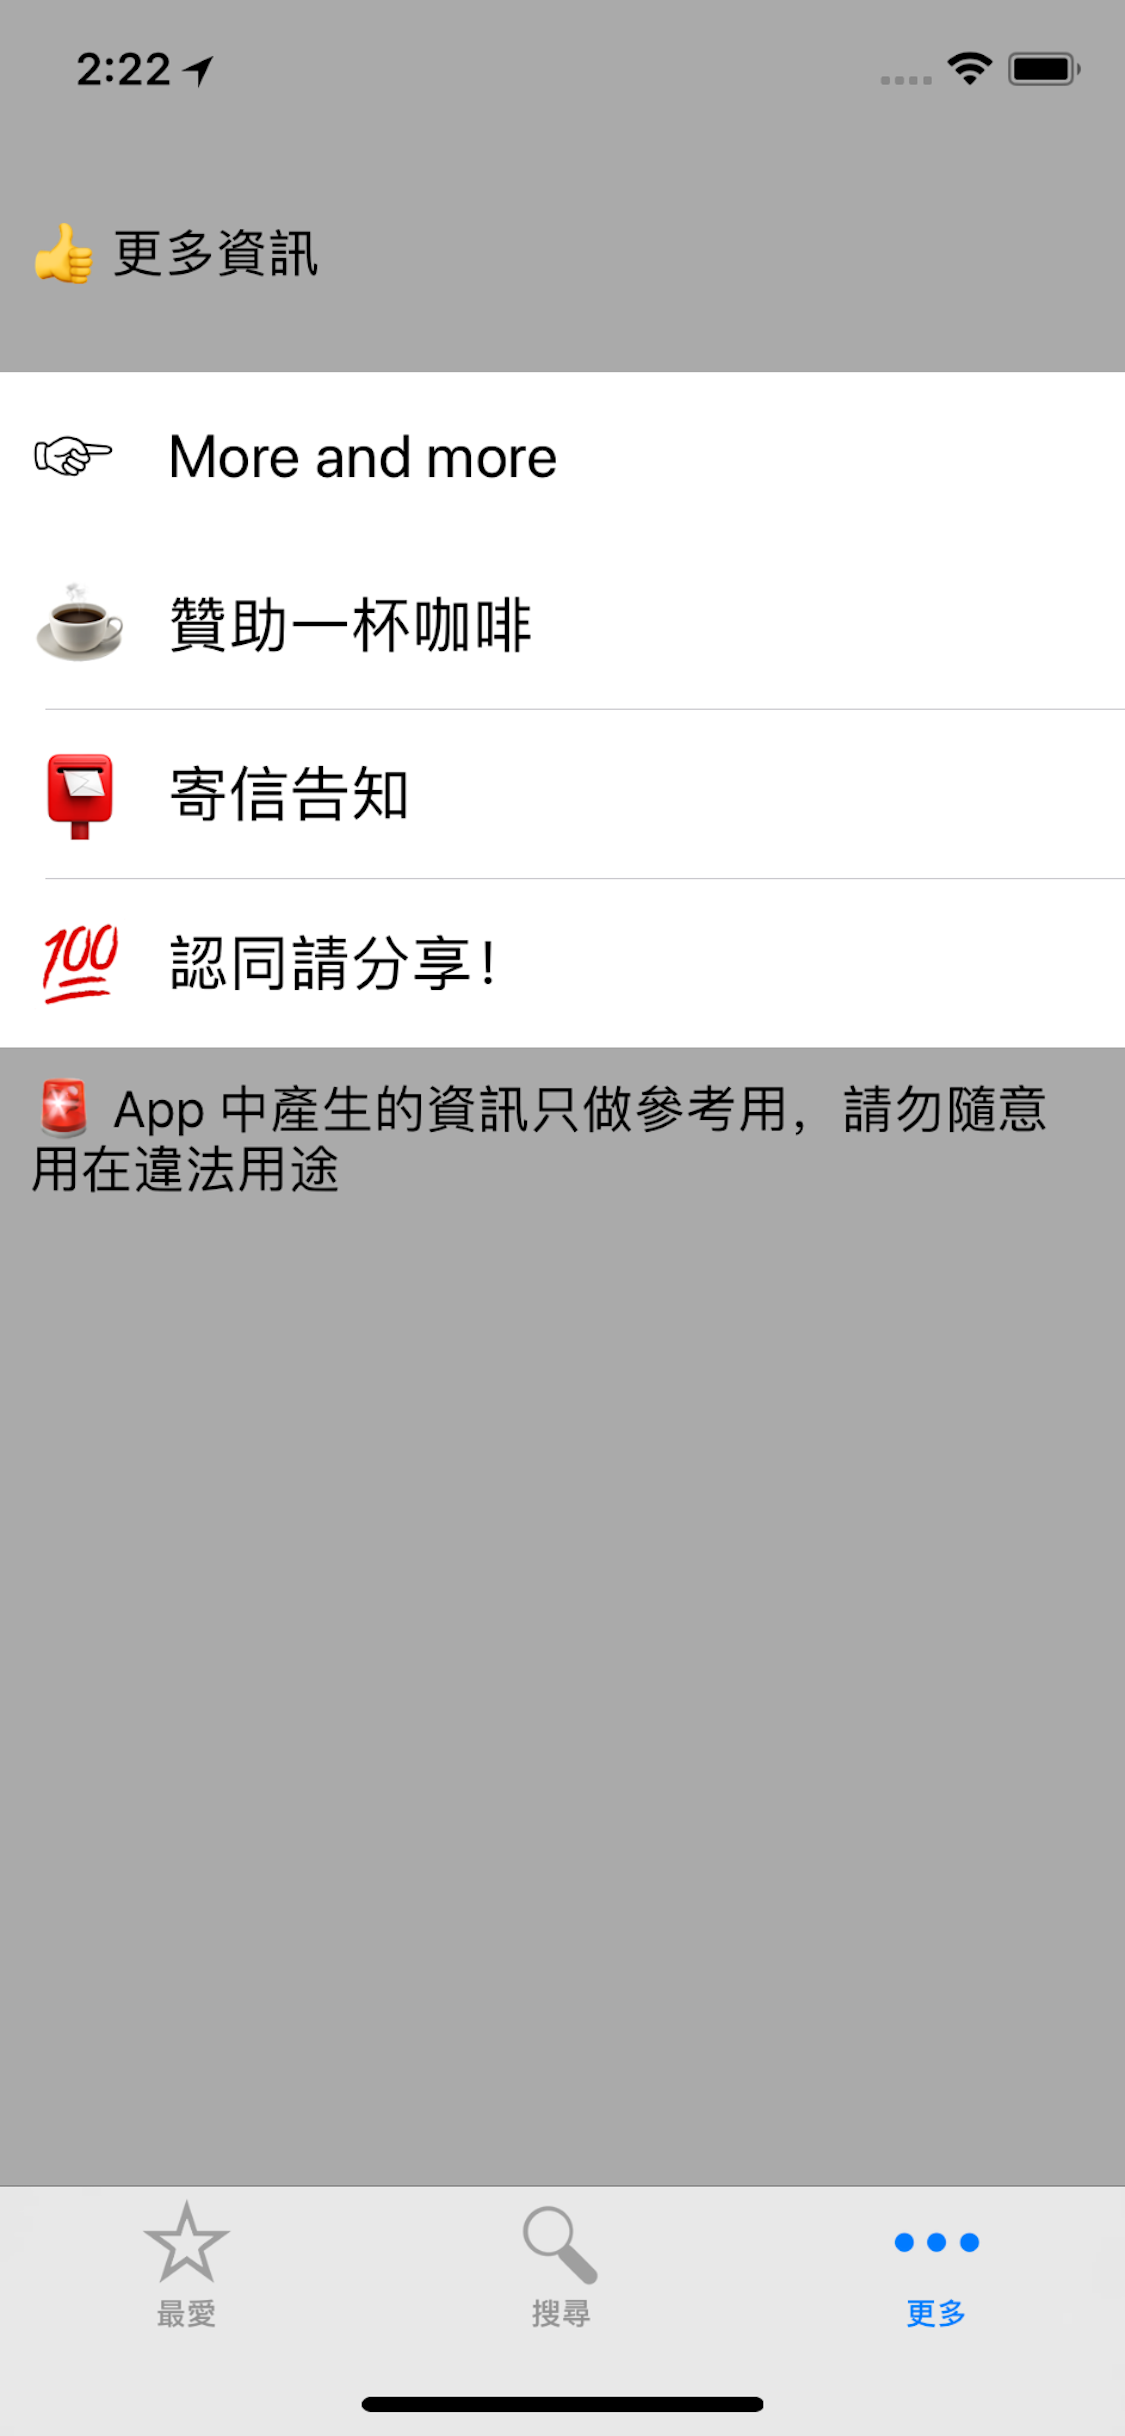 2:22
👍 更多資訊
More and more
贊助一杯咖啡
寄信告知
💯 認同請分享！
🚨 App 中產生的資訊只做參考用，請勿隨意
用在違法用途
最愛
搜尋
更多